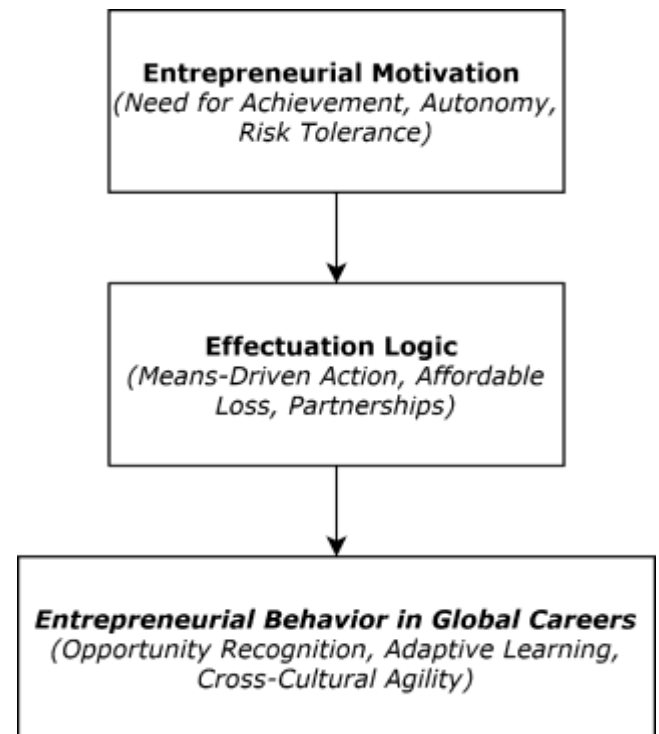 Entrepreneurial Motivation
(Need for Achievement, Autonomy,
Risk Tolerance)
Effectuation Logic
(Means-Driven Action, Affordable
Loss, Partnerships)
Entrepreneurial Behavior in Global Careers
(Opportunity Recognition, Adaptive Learning,
Cross-Cultural Agility)